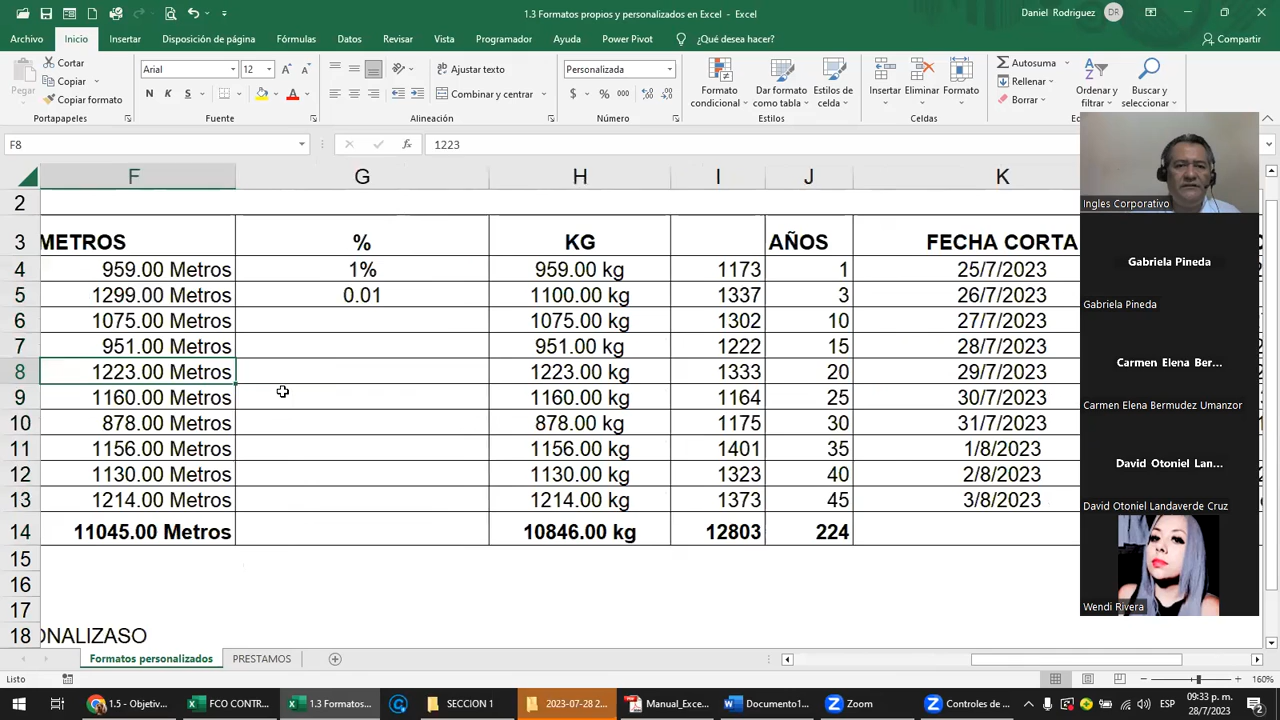 1.3 Formatos propios y personalizados en Excel - Excel
Daniel Rodriguez DR
Archivo Inicio Insertar Disposición de página Fórmulas Datos Revisar Vista Programador Ayuda Power Pivot ¿Qué desea hacer? Compartir
Pegar Cortar Copiar Copiar formato
Arial 12 N K S A
Ajustar texto
Combinar y centrar
Personalizada
$ % 000
Formato condicional Dar formato como tabla Estilos de celda
Insertar Eliminar Formato
Autosuma Rellenar Borrar
Ordenar y filtrar Buscar y seleccionar
Portapapeles Fuente Alineación Número Estilos Celdas
F8 fx 1223
F G H I J K
2
3 METROS % KG AÑOS FECHA CORTA
4 959.00 Metros 1% 959.00 kg 1173 1 25/7/2023
5 1299.00 Metros 0.01 1100.00 kg 1337 3 26/7/2023
6 1075.00 Metros 1075.00 kg 1302 10 27/7/2023
7 951.00 Metros 951.00 kg 1222 15 28/7/2023
8 1223.00 Metros 1223.00 kg 1333 20 29/7/2023
9 1160.00 Metros 1160.00 kg 1164 25 30/7/2023
10 878.00 Metros 878.00 kg 1175 30 31/7/2023
11 1156.00 Metros 1156.00 kg 1401 35 1/8/2023
12 1130.00 Metros 1130.00 kg 1323 40 2/8/2023
13 1214.00 Metros 1214.00 kg 1373 45 3/8/2023
14 11045.00 Metros 10846.00 kg 12803 224
15
16
17
18 ONALIZASO
Ingles Corporativo
Gabriela Pineda
Gabriela Pineda
Carmen Elena Ber...
Carmen Elena Bermudez Umanzor
David Otoniel Lan...
David Otoniel Landaverde Cruz
Wendi Rivera
Formatos personalizados PRESTAMOS
Listo
160%
1.5 - Objetiv... FCO CONTR... 1.3 Formatos... SECCION 1 2023-07-28 2... Manual_Exce... Documento1... Zoom Controles de ... ESP 09:33 p. m.
28/7/2023
2